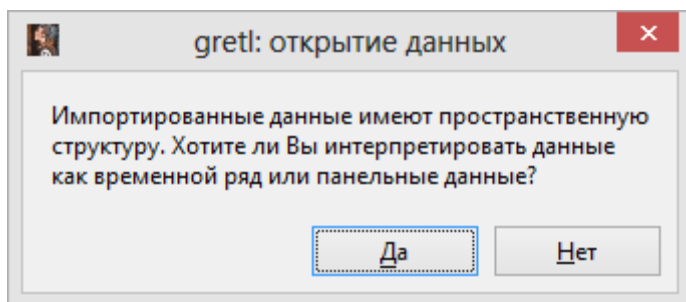 gretl: открытие данных
Импортированные данные имеют пространственную
структуру. Хотите ли Вы интерпретировать данные
как временной ряд или панельные данные?
Да
Нет